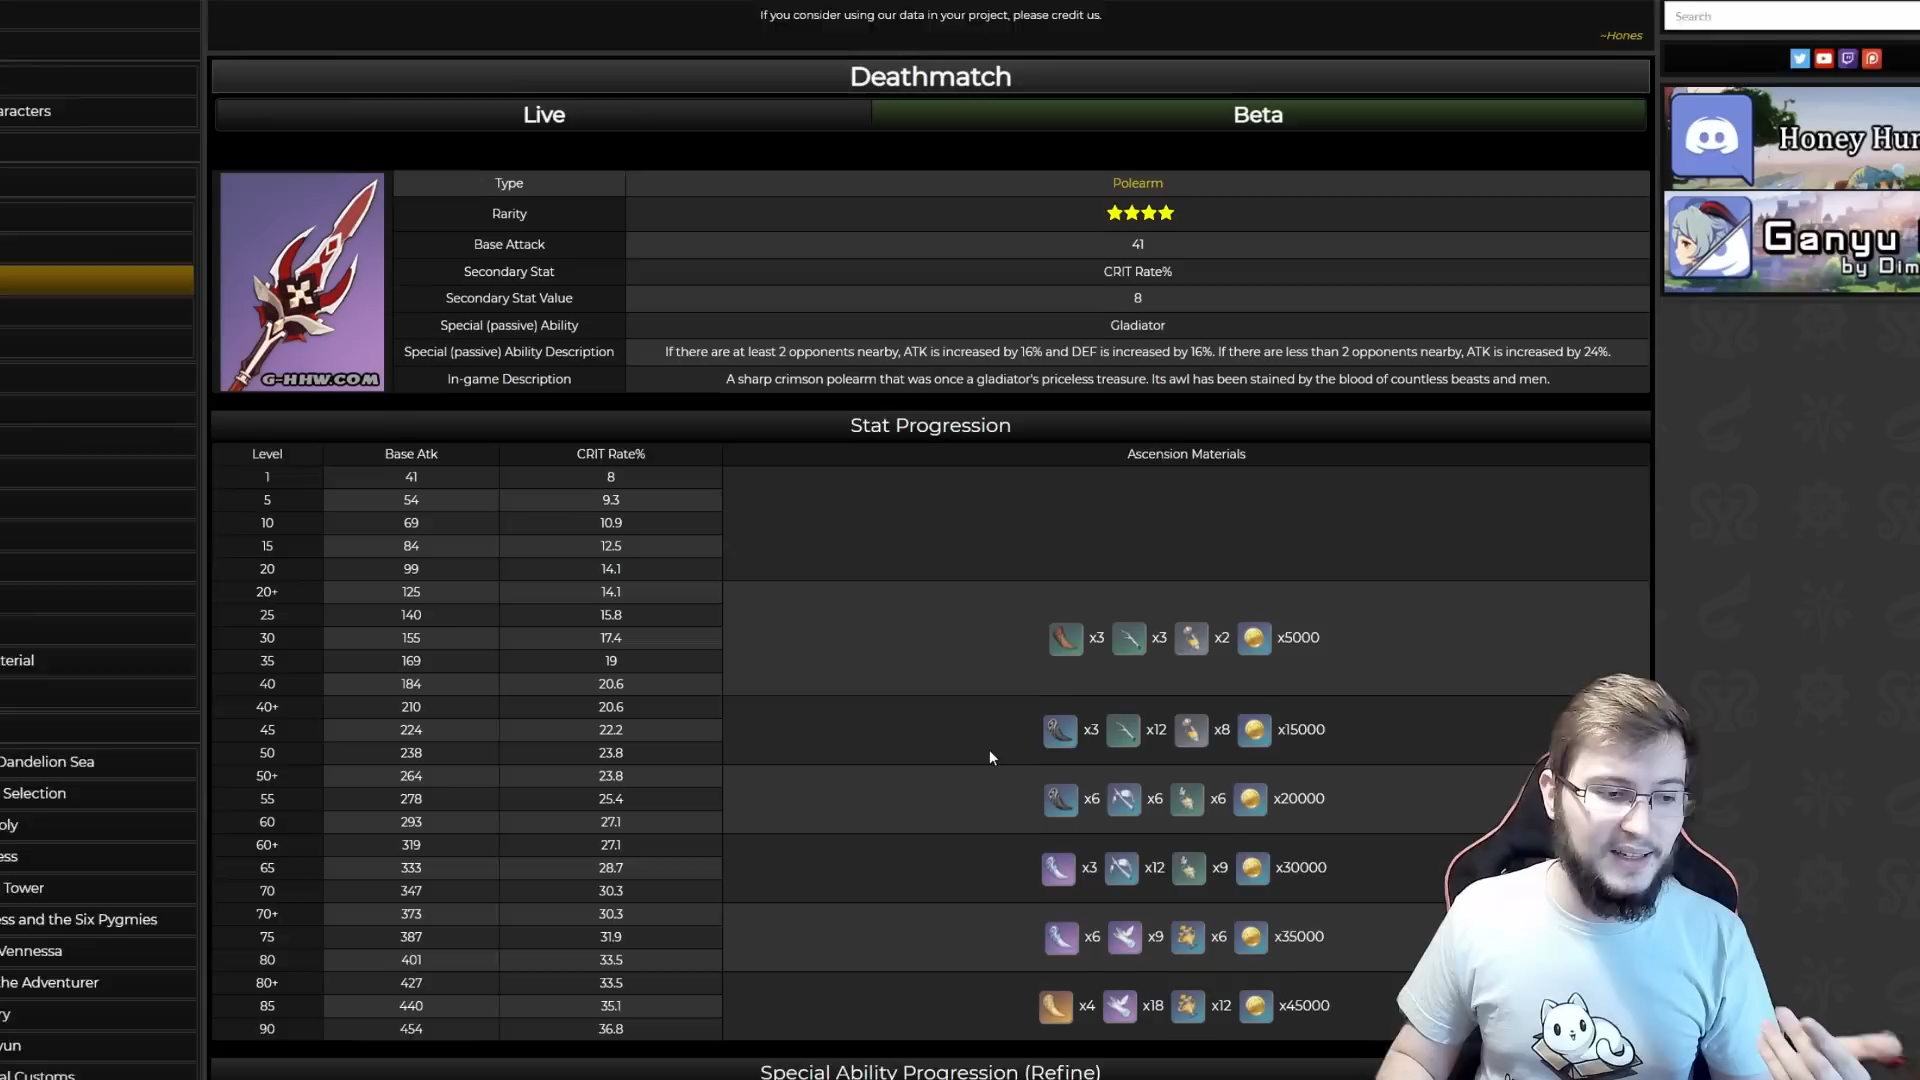 If you consider using our data in your project, please credit us.
~Hones
Search
Deathmatch
Live Beta
aracters
Honey Hun
Ganyu
by Dim
G-HHW.COM
Type Polearm
Rarity
Base Attack 41
Secondary Stat CRIT Rate%
Secondary Stat Value 8
Special (passive) Ability Gladiator
Special (passive) Ability Description If there are at least 2 opponents nearby, ATK is increased by 16% and DEF is increased by 16%. If there are less than 2 opponents nearby, ATK is increased by 24%.
In-game Description A sharp crimson polearm that was once a gladiator's priceless treasure. Its awl has been stained by the blood of countless beasts and men.
Stat Progression
Level Base Atk CRIT Rate% Ascension Materials
1 41 8
5 54 9.3
10 69 10.9
15 84 12.5
20 99 14.1
20+ 125 14.1
25 140 15.8
30 155 17.4 x3 x3 x2 x5000
35 169 19
terial
40 184 20.6
40+ 210 20.6
45 224 22.2 x3 x12 x8 x15000
50 238 23.8
Dandelion Sea
50+ 264 23.8
Selection
55 278 25.4 x6 x6 x6 x20000
60 293 27.1
oly
60+ 319 27.1
ess
65 333 28.7 x3 x12 x9 x30000
Tower
70 347 30.3
70+ 373 30.3
ess and the Six Pygmies
75 387 31.9 x6 x9 x6 x35000
Vennessa
80 401 33.5
80+ 427 33.5
he Adventurer
85 440 35.1 x4 x18 x12 x45000
ry
90 454 36.8
yun
Special Ability Progression (Refine)
al Customs